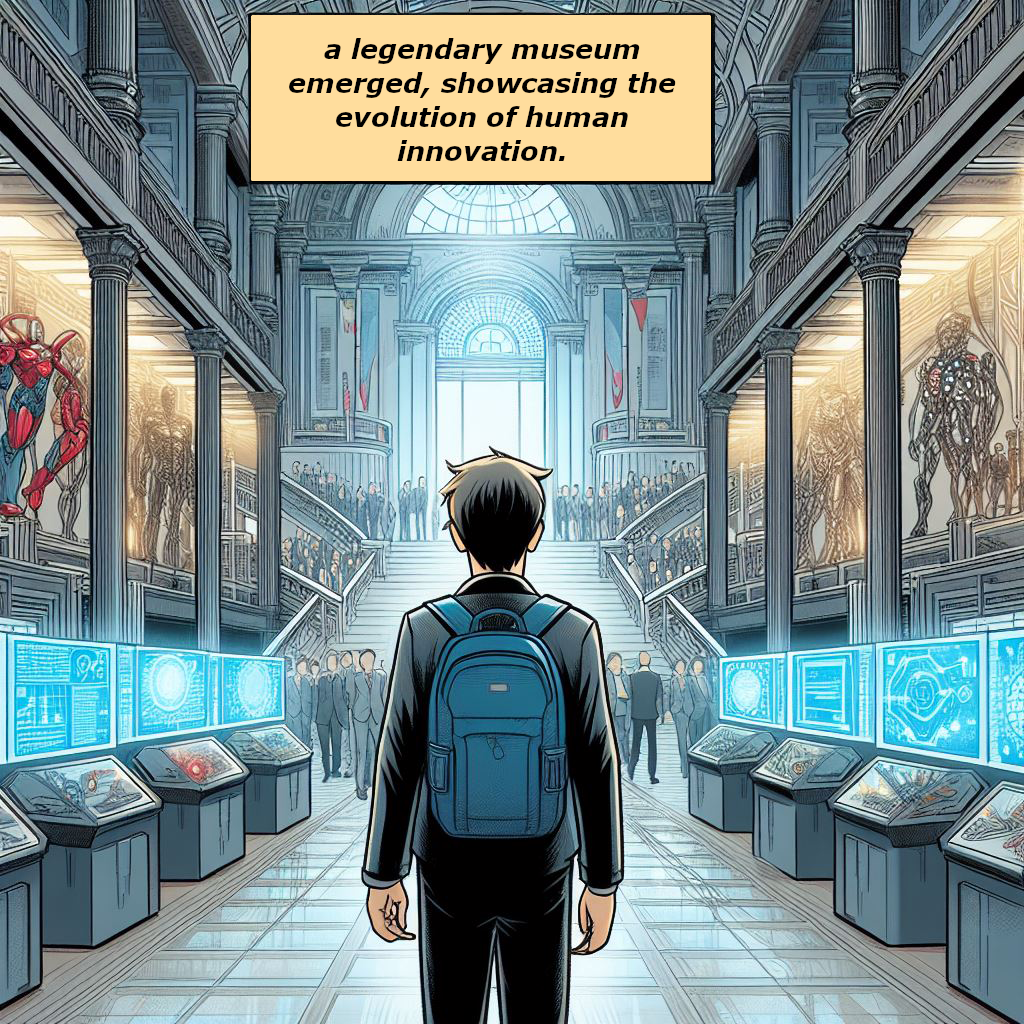 a legendary museum
emerged, showcasing the
evolution of human
innovation.